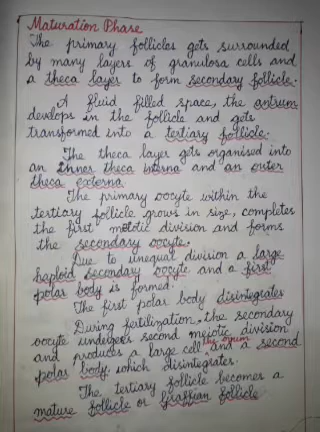 Maturation Phase
The primary follicles gets surrounded
by many layers of granulosa cells and
a theca layer to form secondary follicle.
A fluid filled space, the antrum
develops in the follicle and gets
transformed into a tertiary follicle.
The theca layer gets organised into
an inner theca interna and an outer
theca externa
The primary oocyte within the
tertiary follicle grows in size, completes
the first meiotic division and forms
the secondary oocyte.
Due to unequal division a large
haploid secondary oocyte and a first
polar body is formed.
The first polar body disintegrates
During fertilization, the secondary
oocyte undergoes second meiotic division
and produces a large cell, the ovum and a second
polar body. which disintegrates.
The tertiary follicle becomes a
mature follicle or Graffian follicle